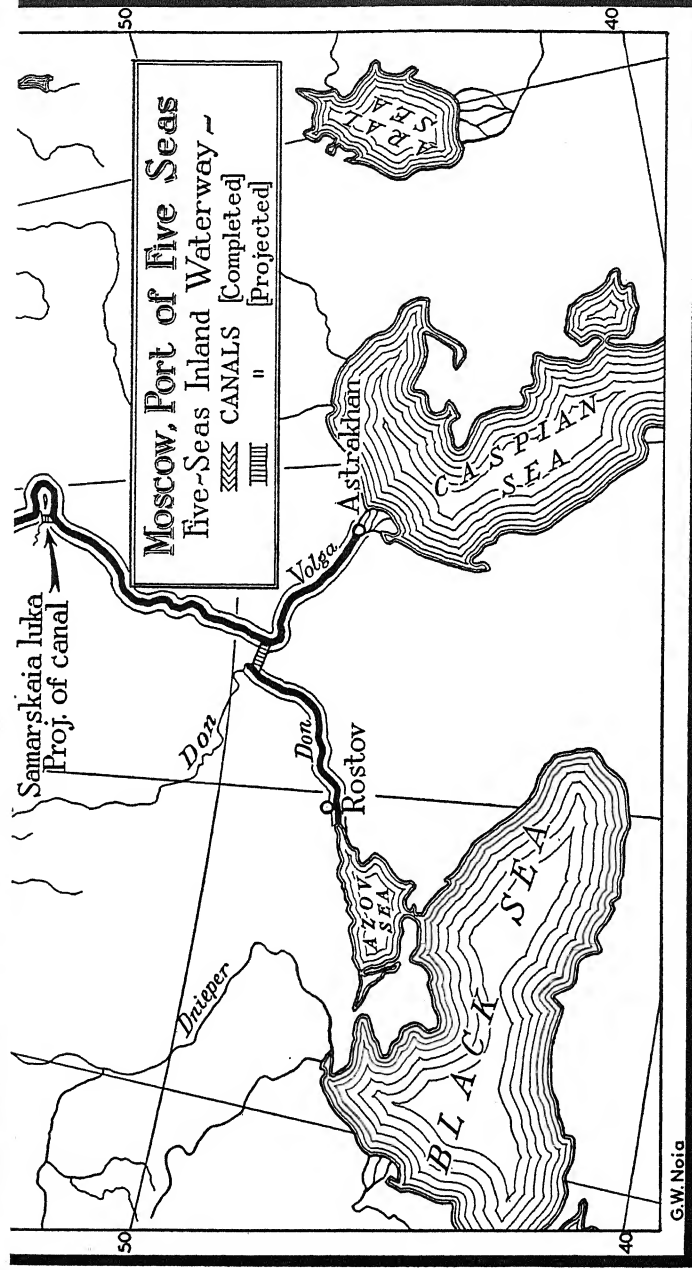 Moscow, Port of Five Seas
Five-Seas Inland Waterway
CANALS [Completed]
" [Projected]
Samarskaia luka
Proj. of canal
Don
Volga
Don
Astrakhan
Rostov
Dnieper
ARAL
SEA
CASPIAN
SEA
AZOV
SEA
BLACK SEA
50
50
40
40
G.W. Noia